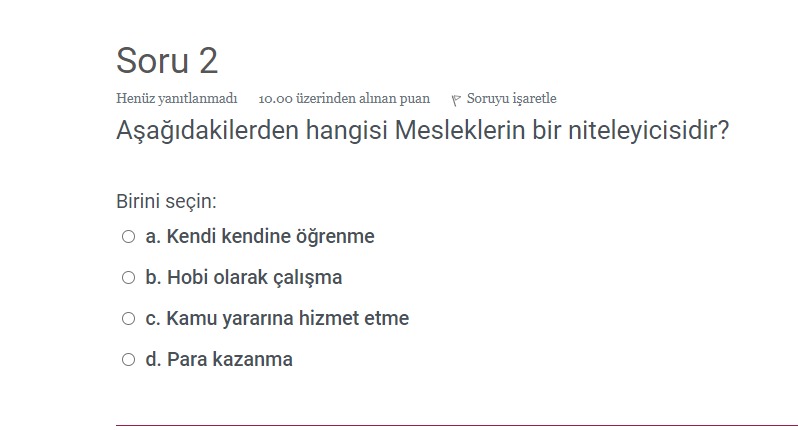 Soru 2
Henüz yanıtlanmadı 10.00 üzerinden alınan puan Soruyu işaretle
Aşağıdakilerden hangisi Mesleklerin bir niteleyicisidir?
Birini seçin:
a. Kendi kendine öğrenme
b. Hobi olarak çalışma
c. Kamu yararına hizmet etme
d. Para kazanma